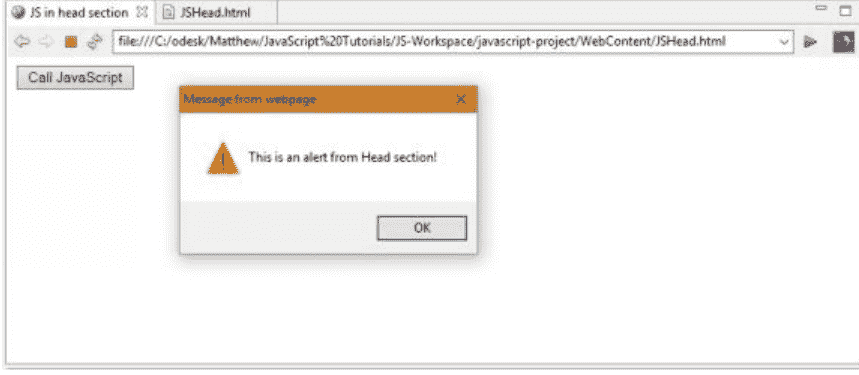 JS in head section
JSHead.html
file:///C:/odesk/Matthew/JavaScript%20Tutorials/JS-Workspace/javascript-project/WebContent/JSHead.html
Call JavaScript
Message from webpage
This is an alert from Head section!
OK